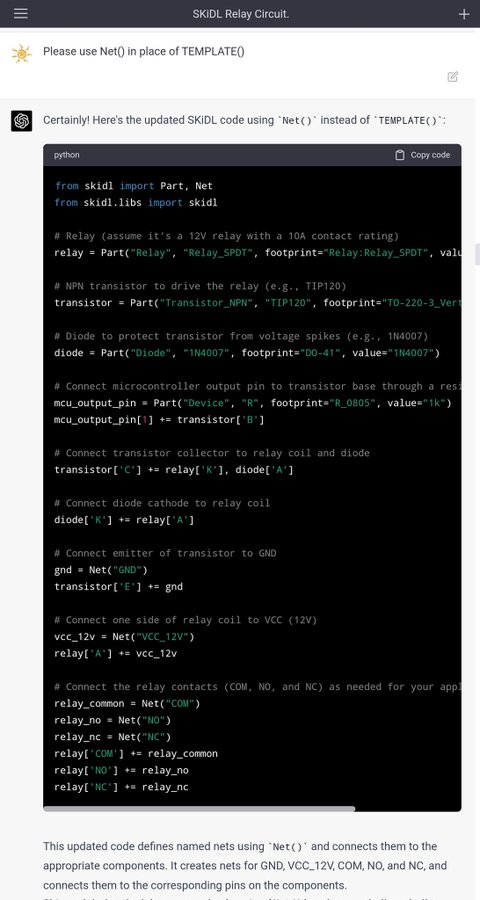 SKiDL Relay Circuit.
Please use Net() in place of TEMPLATE()
Certainly! Here's the updated SKiDL code using `Net()` instead of `TEMPLATE()`:
python
Copy code
from skidl import Part, Net
from skidl.libs import skidl
# Relay (assume it's a 12V relay with a 10A contact rating)
relay = Part("Relay", "Relay_SPDT", footprint="Relay:Relay_SPDT", valu
# NPN transistor to drive the relay (e.g., TIP120)
transistor = Part("Transistor_NPN", "TIP120", footprint="TO-220-3_Vert
# Diode to protect transistor from voltage spikes (e.g., 1N4007)
diode = Part("Diode", "1N4007", footprint="DO-41", value="1N4007")
# Connect microcontroller output pin to transistor base through a resi
mcu_output_pin = Part("Device", "R", footprint="R_0805", value="1k")
mcu_output_pin[1] += transistor['B']
# Connect transistor collector to relay coil and diode
transistor['C'] += relay['K'], diode['A']
# Connect diode cathode to relay coil
diode['K'] += relay['A']
# Connect emitter of transistor to GND
gnd = Net("GND")
transistor['E'] += gnd
# Connect one side of relay coil to VCC (12V)
vcc_12v = Net("VCC_12V")
relay['A'] += vcc_12v
# Connect the relay contacts (COM, NO, and NC) as needed for your appl
relay_common = Net("COM")
relay_no = Net("NO")
relay_nc = Net("NC")
relay['COM'] += relay_common
relay['NO'] += relay_no
relay['NC'] += relay_nc
This updated code defines named nets using `Net()` and connects them to the
appropriate components. It creates nets for GND, VCC_12V, COM, NO, and NC, and
connects them to the corresponding pins on the components.